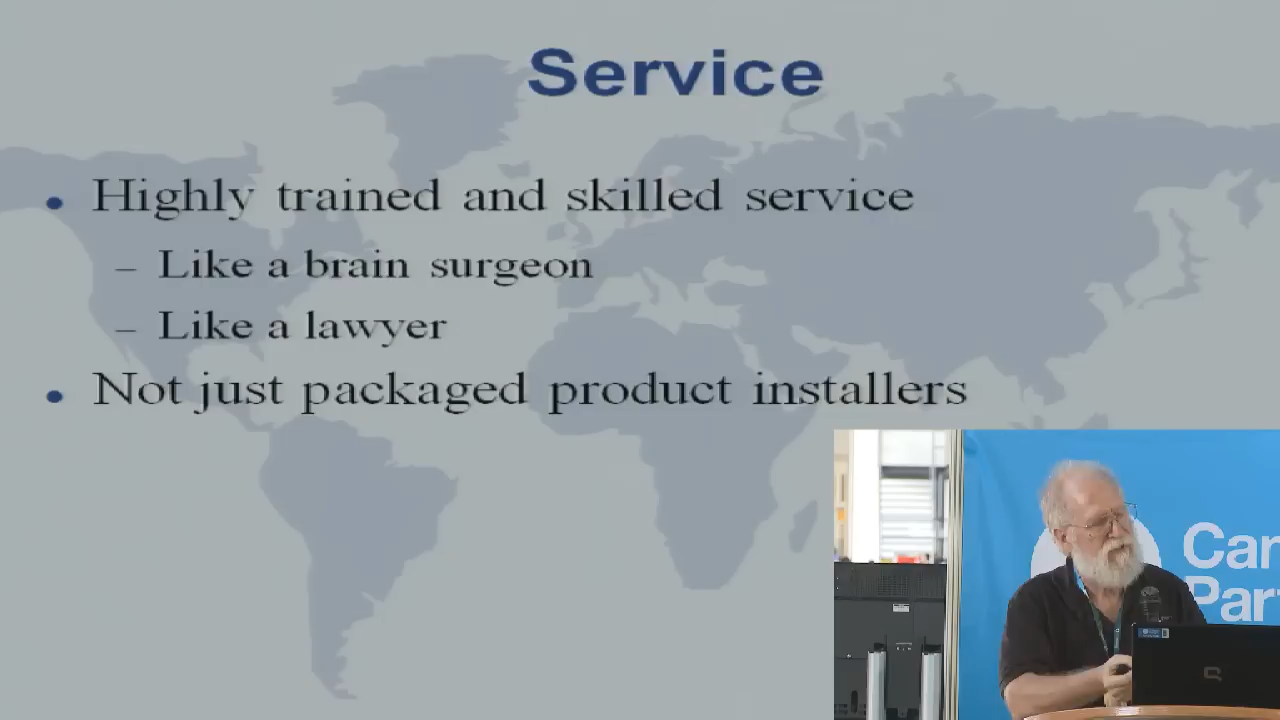 Service
• Highly trained and skilled service
– Like a brain surgeon
– Like a lawyer
• Not just packaged product installers